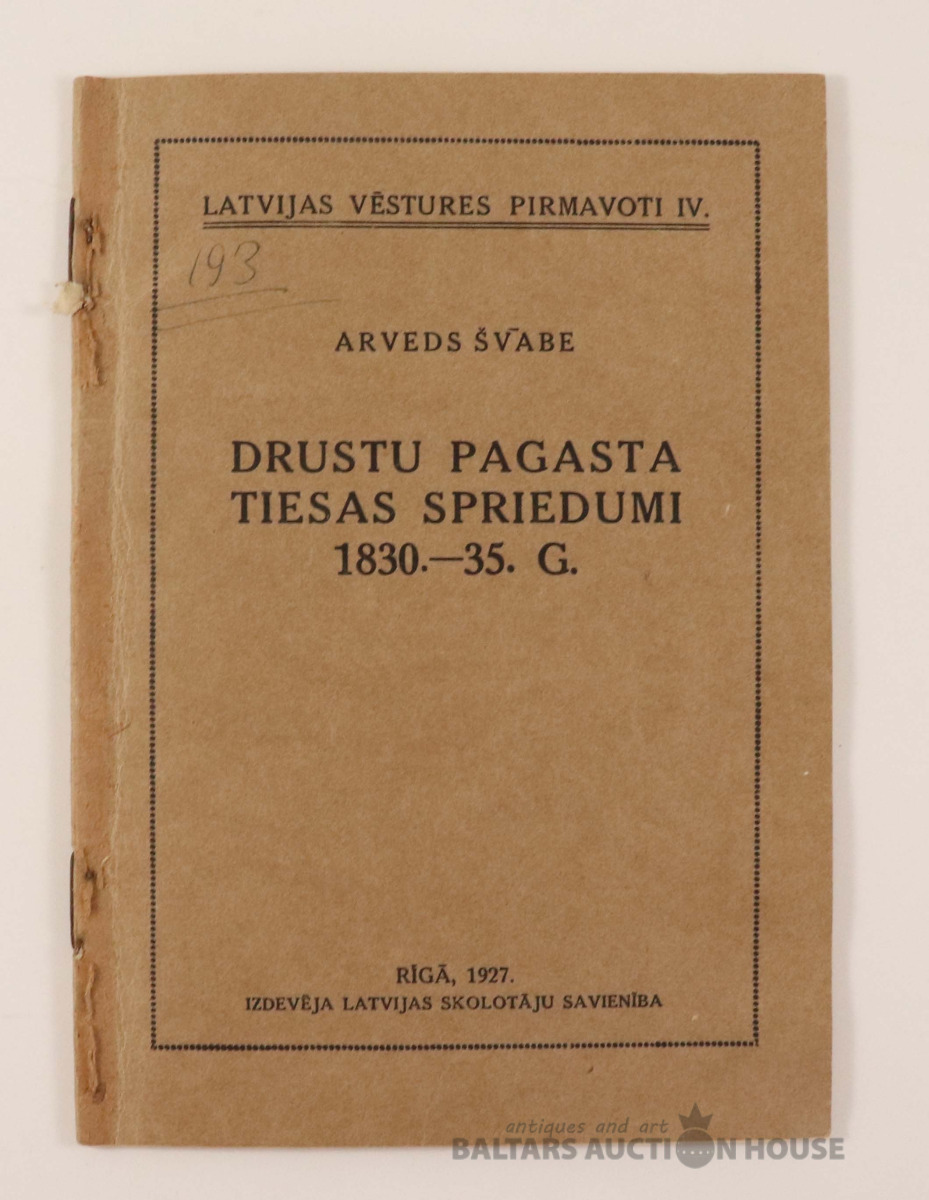 LATVIJAS VĒSTURES PIRMAVOTI IV.
193
ARVEDS ŠVĀBE
DRUSTU PAGASTA
TIESAS SPRIEDUMI
1830.—35. G.
RĪGĀ, 1927.
IZDEVĒJA LATVIJAS SKOLOTĀJU SAVIENĪBA
antiques and art
BALTARS AUCTION HOUSE